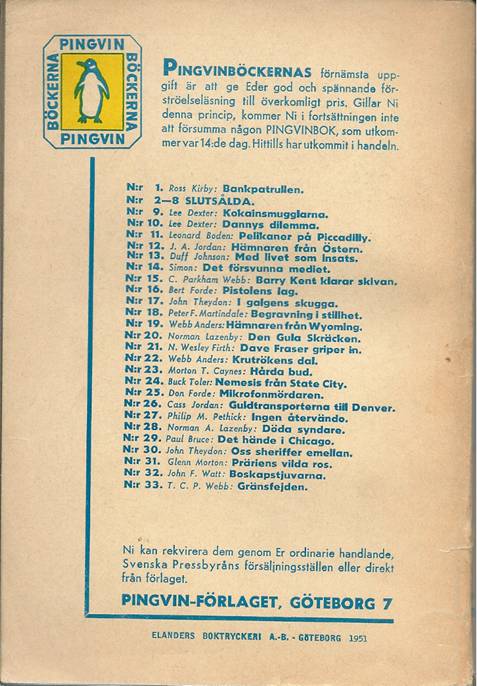 PINGVIN
BÖCKERNA
BÖCKERNA
PINGVIN
PINGVINBÖCKERNAS förnämsta upp-
gift är att ge Eder god och spännande för-
ströelseläsning till överkomligt pris. Gillar Ni
denna princip, kommer Ni i fortsättningen inte
att försumma någon PINGVINBOK, som utkom-
mer var 14:de dag. Hittills har utkommit i handeln.
N:r 1. Ross Kirby: Bankpatrullen.
N:r 2—8 SLUTSÅLDA.
N:r 9. Lee Dexter: Kokainsmugglarna.
N:r 10. Lee Dexter: Dannys dilemma.
N:r 11. Leonard Boden: Pelikaner på Piccadilly.
N:r 12. J. A. Jordan: Hämnaren från Östern.
N:r 13. Duff Johnson: Med livet som insats.
N:r 14. Simon: Det försvunna mediet.
N:r 15. C. Parkham Webb: Barry Kent klarar skivan.
N:r 16. Bert Forde: Pistolens lag.
N:r 17. John Theydon: I galgens skugga.
N:r 18. Peter F. Martindale: Begravning i stillhet.
N:r 19. Webb Anders: Hämnaren från Wyoming.
N:r 20. Norman Lazenby: Den Gula Skräcken.
N:r 21. N. Wesley Firth: Dave Fraser griper in.
N:r 22. Webb Anders: Krutrökens dal.
N:r 23. Morton T. Caynes: Hårda bud.
N:r 24. Buck Toler: Nemesis från State City.
N:r 25. Don Forde: Mikrofonmördaren.
N:r 26. Cass Jordan: Guldtransporterna till Denver.
N:r 27. Philip M. Pethick: Ingen återvändo.
N:r 28. Norman A. Lazenby: Döda syndare.
N:r 29. Paul Bruce: Det hände i Chicago.
N:r 30. John Theydon: Oss sheriffer emellan.
N:r 31. Glenn Morton: Präriens vilda ros.
N:r 32. John F. Watt: Boskapstjuvarna.
N:r 33. T. C. P. Webb: Gränsfejden.
Ni kan rekvirera dem genom Er ordinarie handlande,
Svenska Pressbyråns försäljningsställen eller direkt
från förlaget.
PINGVIN-FÖRLAGET, GÖTEBORG 7
ELANDERS BOKTRYCKERI A.-B. - GÖTEBORG 1951